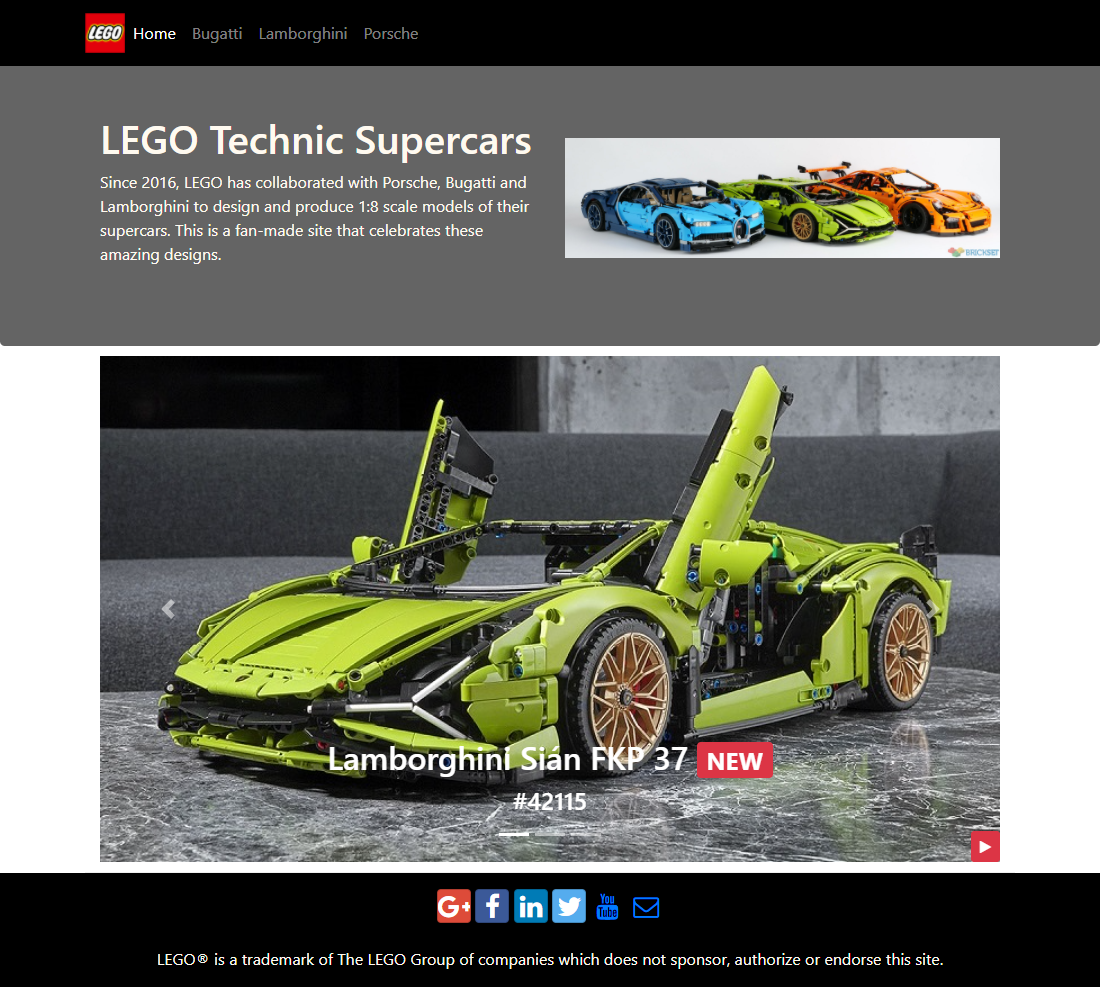 LEGO Home Bugatti Lamborghini Porsche
LEGO Technic Supercars
Since 2016, LEGO has collaborated with Porsche, Bugatti and
Lamborghini to design and produce 1:8 scale models of their
supercars. This is a fan-made site that celebrates these
amazing designs.
BRICKSET
Lamborghini Sián FKP 37 NEW
#42115
G+ f in You Tube
LEGO® is a trademark of The LEGO Group of companies which does not sponsor, authorize or endorse this site.